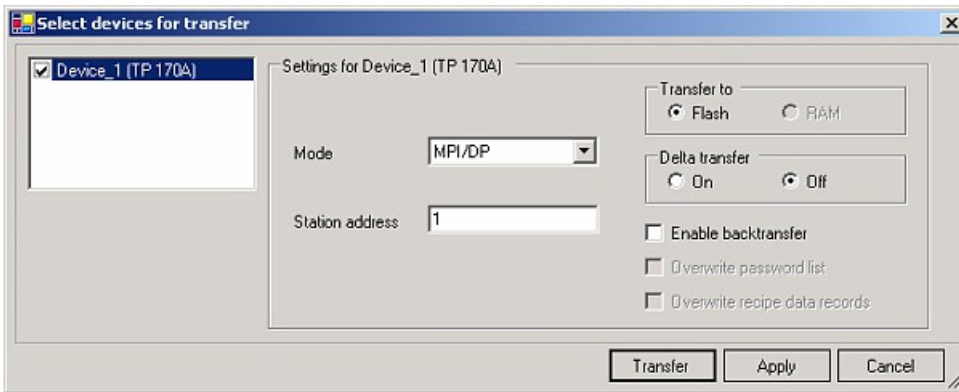 Select devices for transfer
Device_1 (TP 170A)
Settings for Device_1 (TP 170A)
Mode
MPI/DP
Station address
1
Transfer to
Flash RAM
Delta transfer
On Off
Enable backtransfer
Overwrite password list
Overwrite recipe data records
Transfer Apply Cancel